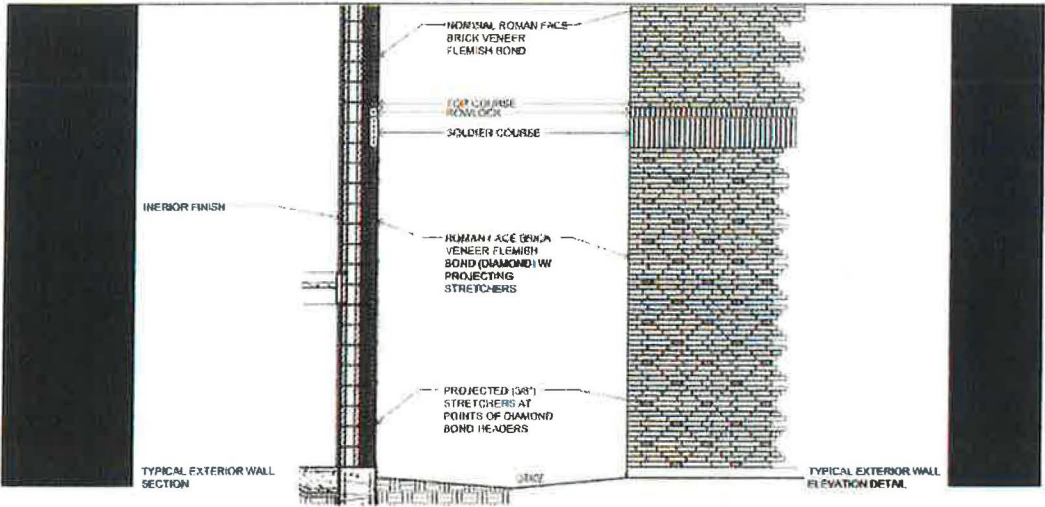 NOMINAL ROMAN FACE
BRICK VENEER
FLEMISH BOND
TOP COURSE
ROWLOCK
SOLDIER COURSE
INERIOR FINISH
ROMAN FACE BRICK
VENEER FLEMISH
BOND (DIAMOND) W/
PROJECTING
STRETCHERS
PROJECTED (3/8")
STRETCHERS AT
POINTS OF DIAMOND
BOND HEADERS
TYPICAL EXTERIOR WALL
SECTION
TYPICAL EXTERIOR WALL
ELEVATION DETAIL